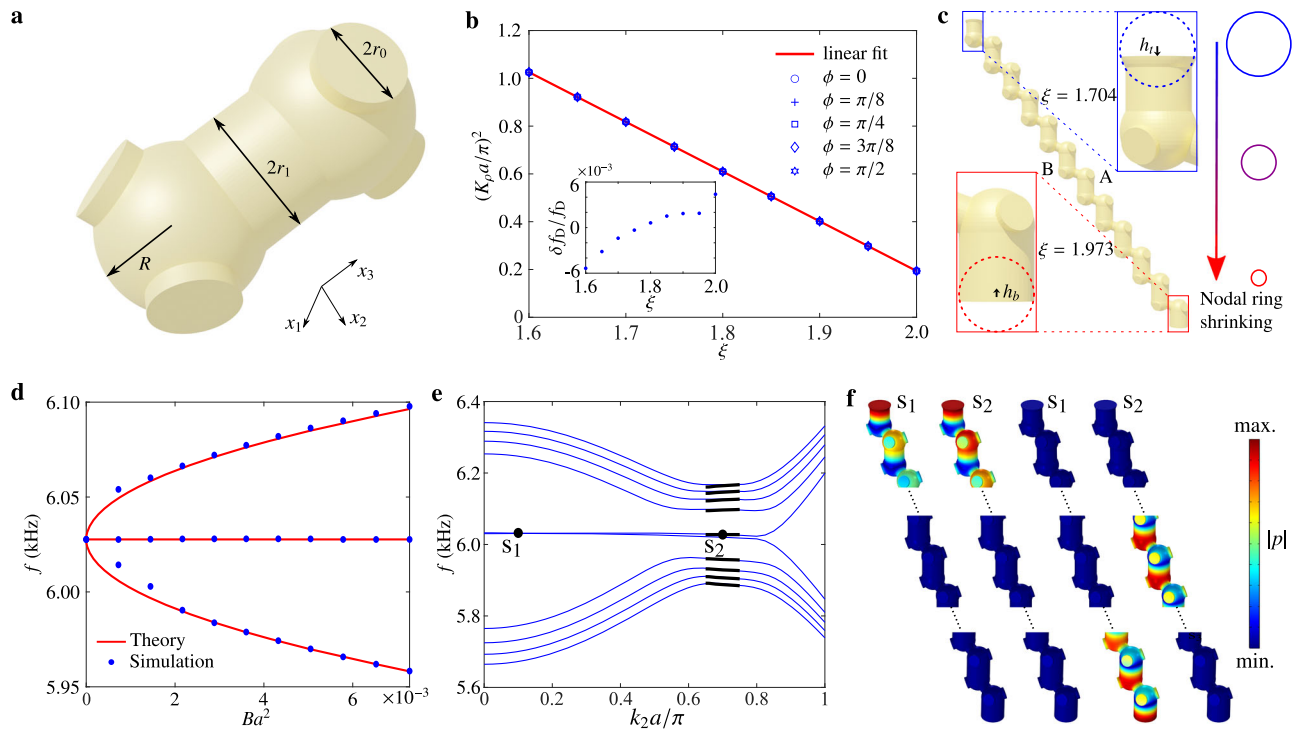 a
2r₀
2r₁
R
x₃
x₁
x₂
b
(Kρa/π)²
1.2
1.0
0.8
0.6
0.4
0.2
0
1.6
1.7
1.8
1.9
2.0
ξ
linear fit
ϕ = 0
ϕ = π/8
ϕ = π/4
ϕ = 3π/8
ϕ = π/2
×10⁻³
6
0
-6
δf_D/f_D
1.6
1.8
2.0
ξ
c
hₜ
ξ = 1.704
B
A
ξ = 1.973
h_b
Nodal ring
shrinking
d
f (kHz)
6.10
6.05
6.00
5.95
Theory
Simulation
0
2
4
6
×10⁻³
Ba²
e
f (kHz)
6.4
6.2
6.0
5.8
5.6
S₁
S₂
0
0.2
0.4
0.6
0.8
1
k₂a/π
f
S₁
S₂
S₁
S₂
max.
|p|
min.